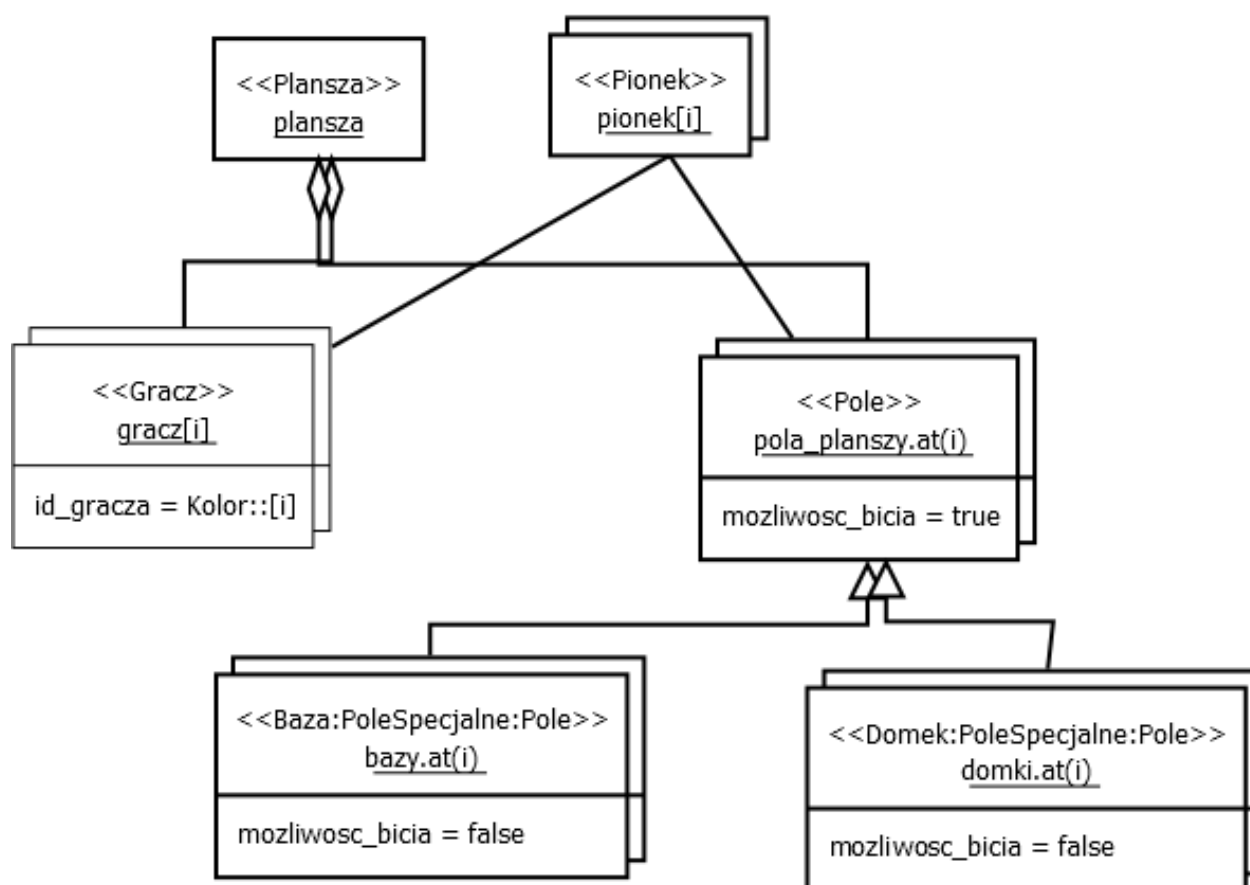 <<Plansza>>
plansza
<<Pionek>>
pionek[i]
<<Gracz>>
gracz[i]
id_gracza = Kolor::[i]
<<Pole>>
pola_planszy.at(i)
mozliwosc_bicia = true
<<Baza:PoleSpecjalne:Pole>>
bazy.at(i)
mozliwosc_bicia = false
<<Domek:PoleSpecjalne:Pole>>
domki.at(i)
mozliwosc_bicia = false